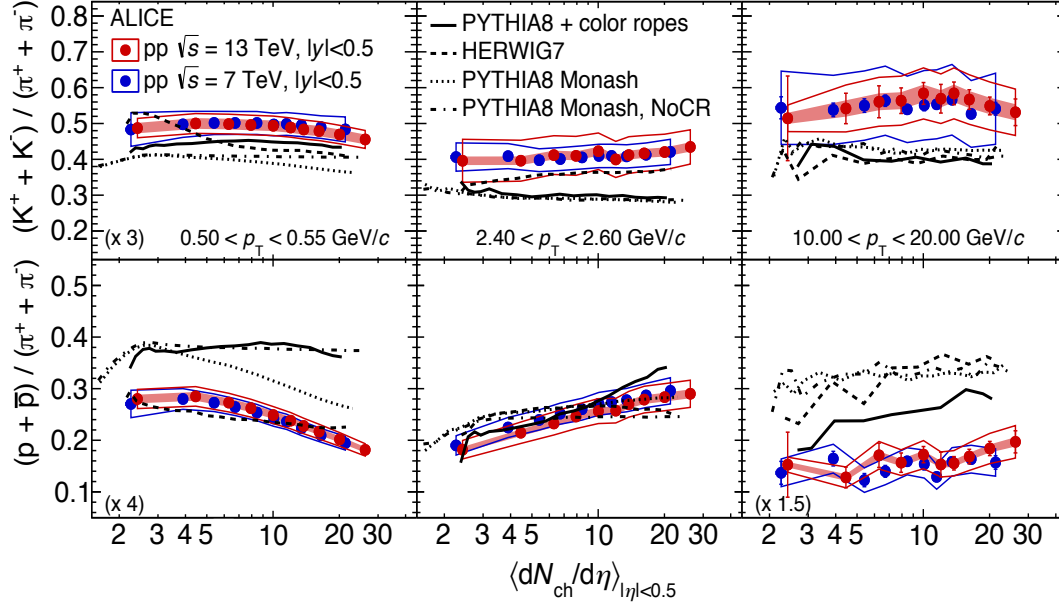 ALICE
pp √s = 13 TeV, |y|<0.5
pp √s = 7 TeV, |y|<0.5
PYTHIA8 + color ropes
HERWIG7
PYTHIA8 Monash
PYTHIA8 Monash, NoCR
(K⁺ + K⁻) / (π⁺ + π⁻)
0.8
0.7
0.6
0.5
0.4
0.3
0.2
(x 3)
0.50 < p_T < 0.55 GeV/c
2.40 < p_T < 2.60 GeV/c
10.00 < p_T < 20.00 GeV/c
(p + p̅) / (π⁺ + π⁻)
0.5
0.4
0.3
0.2
0.1
(x 4)
(x 1.5)
2 3 4 5 10 20 30
2 3 4 5 10 20 30
2 3 4 5 10 20 30
⟨dN_ch/dη⟩_|η|<0.5